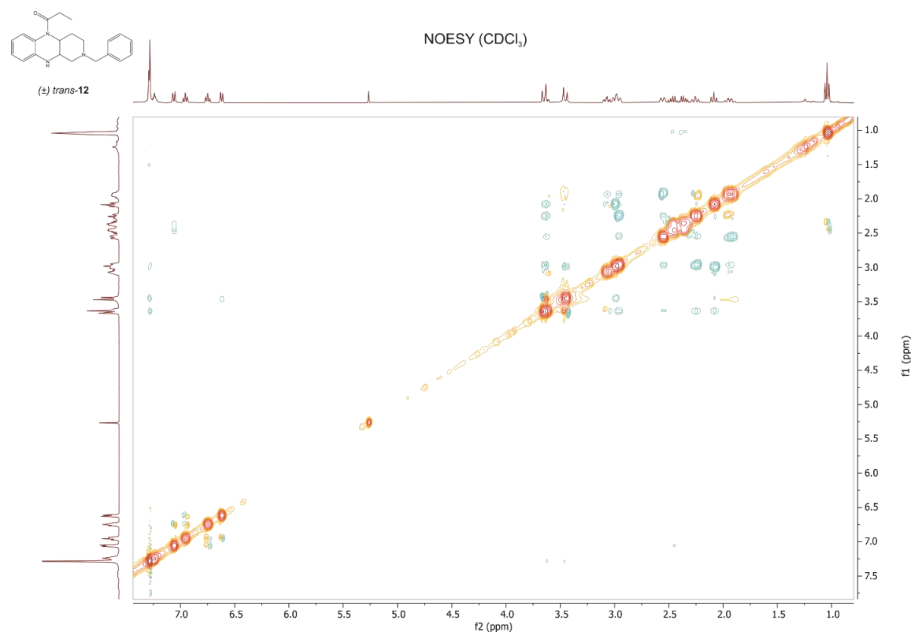 O
N
N
N
H
(±) trans-12
NOESY (CDCl₃)
1.0
1.5
2.0
2.5
3.0
3.5
4.0
4.5
5.0
5.5
6.0
6.5
7.0
7.5
f1 (ppm)
7.0 6.5 6.0 5.5 5.0 4.5 4.0 3.5 3.0 2.5 2.0 1.5 1.0
f2 (ppm)